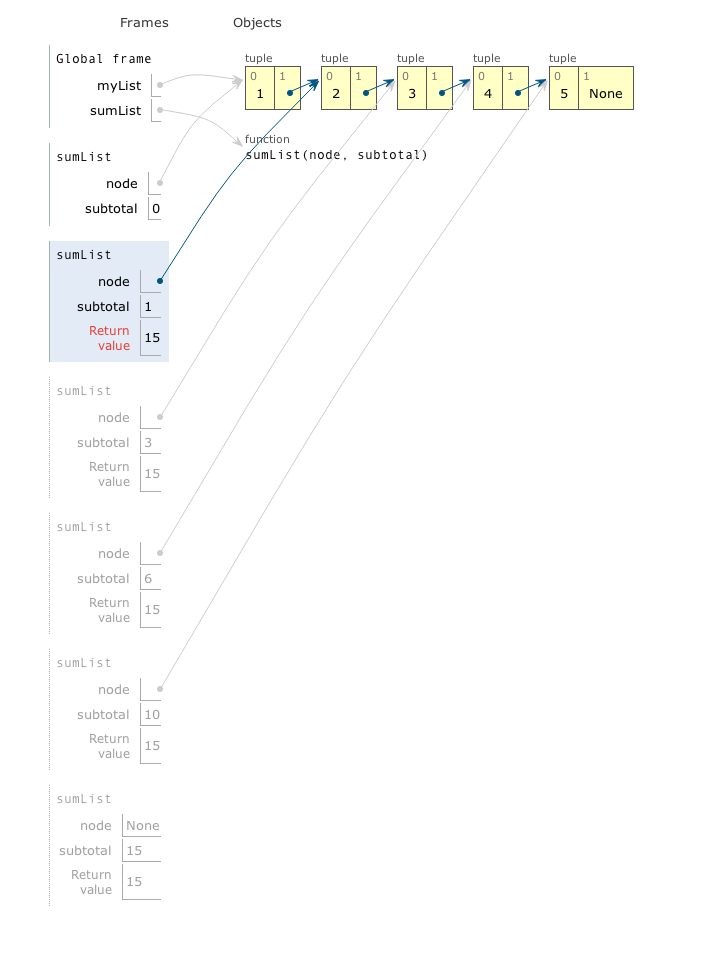 Frames Objects
Global frame
myList
sumList
tuple tuple tuple tuple tuple
0 1 0 1 0 1 0 1 0 1
1 2 3 4 5 None
function
sumList(node, subtotal)
sumList
node
subtotal 0
sumList
node
subtotal 1
Return
value 15
sumList
node
subtotal 3
Return
value 15
sumList
node
subtotal 6
Return
value 15
sumList
node
subtotal 10
Return
value 15
sumList
node None
subtotal 15
Return
value 15